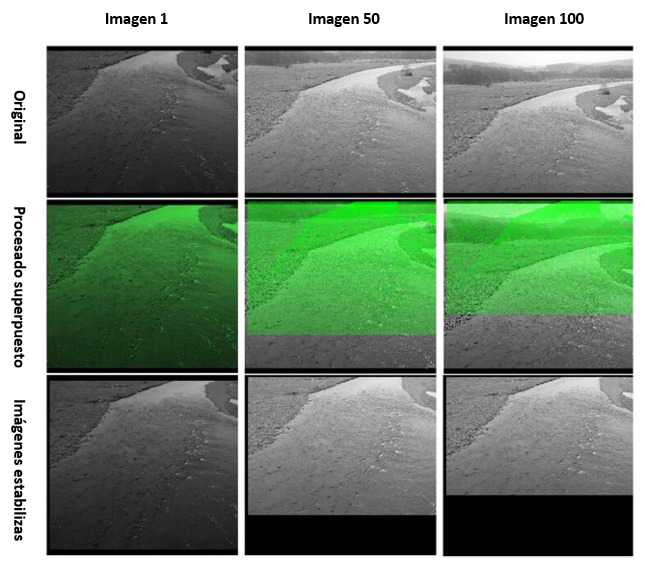 Imagen 1
Imagen 50
Imagen 100
Original
Procesado superpuesto
Imágenes estabilizas